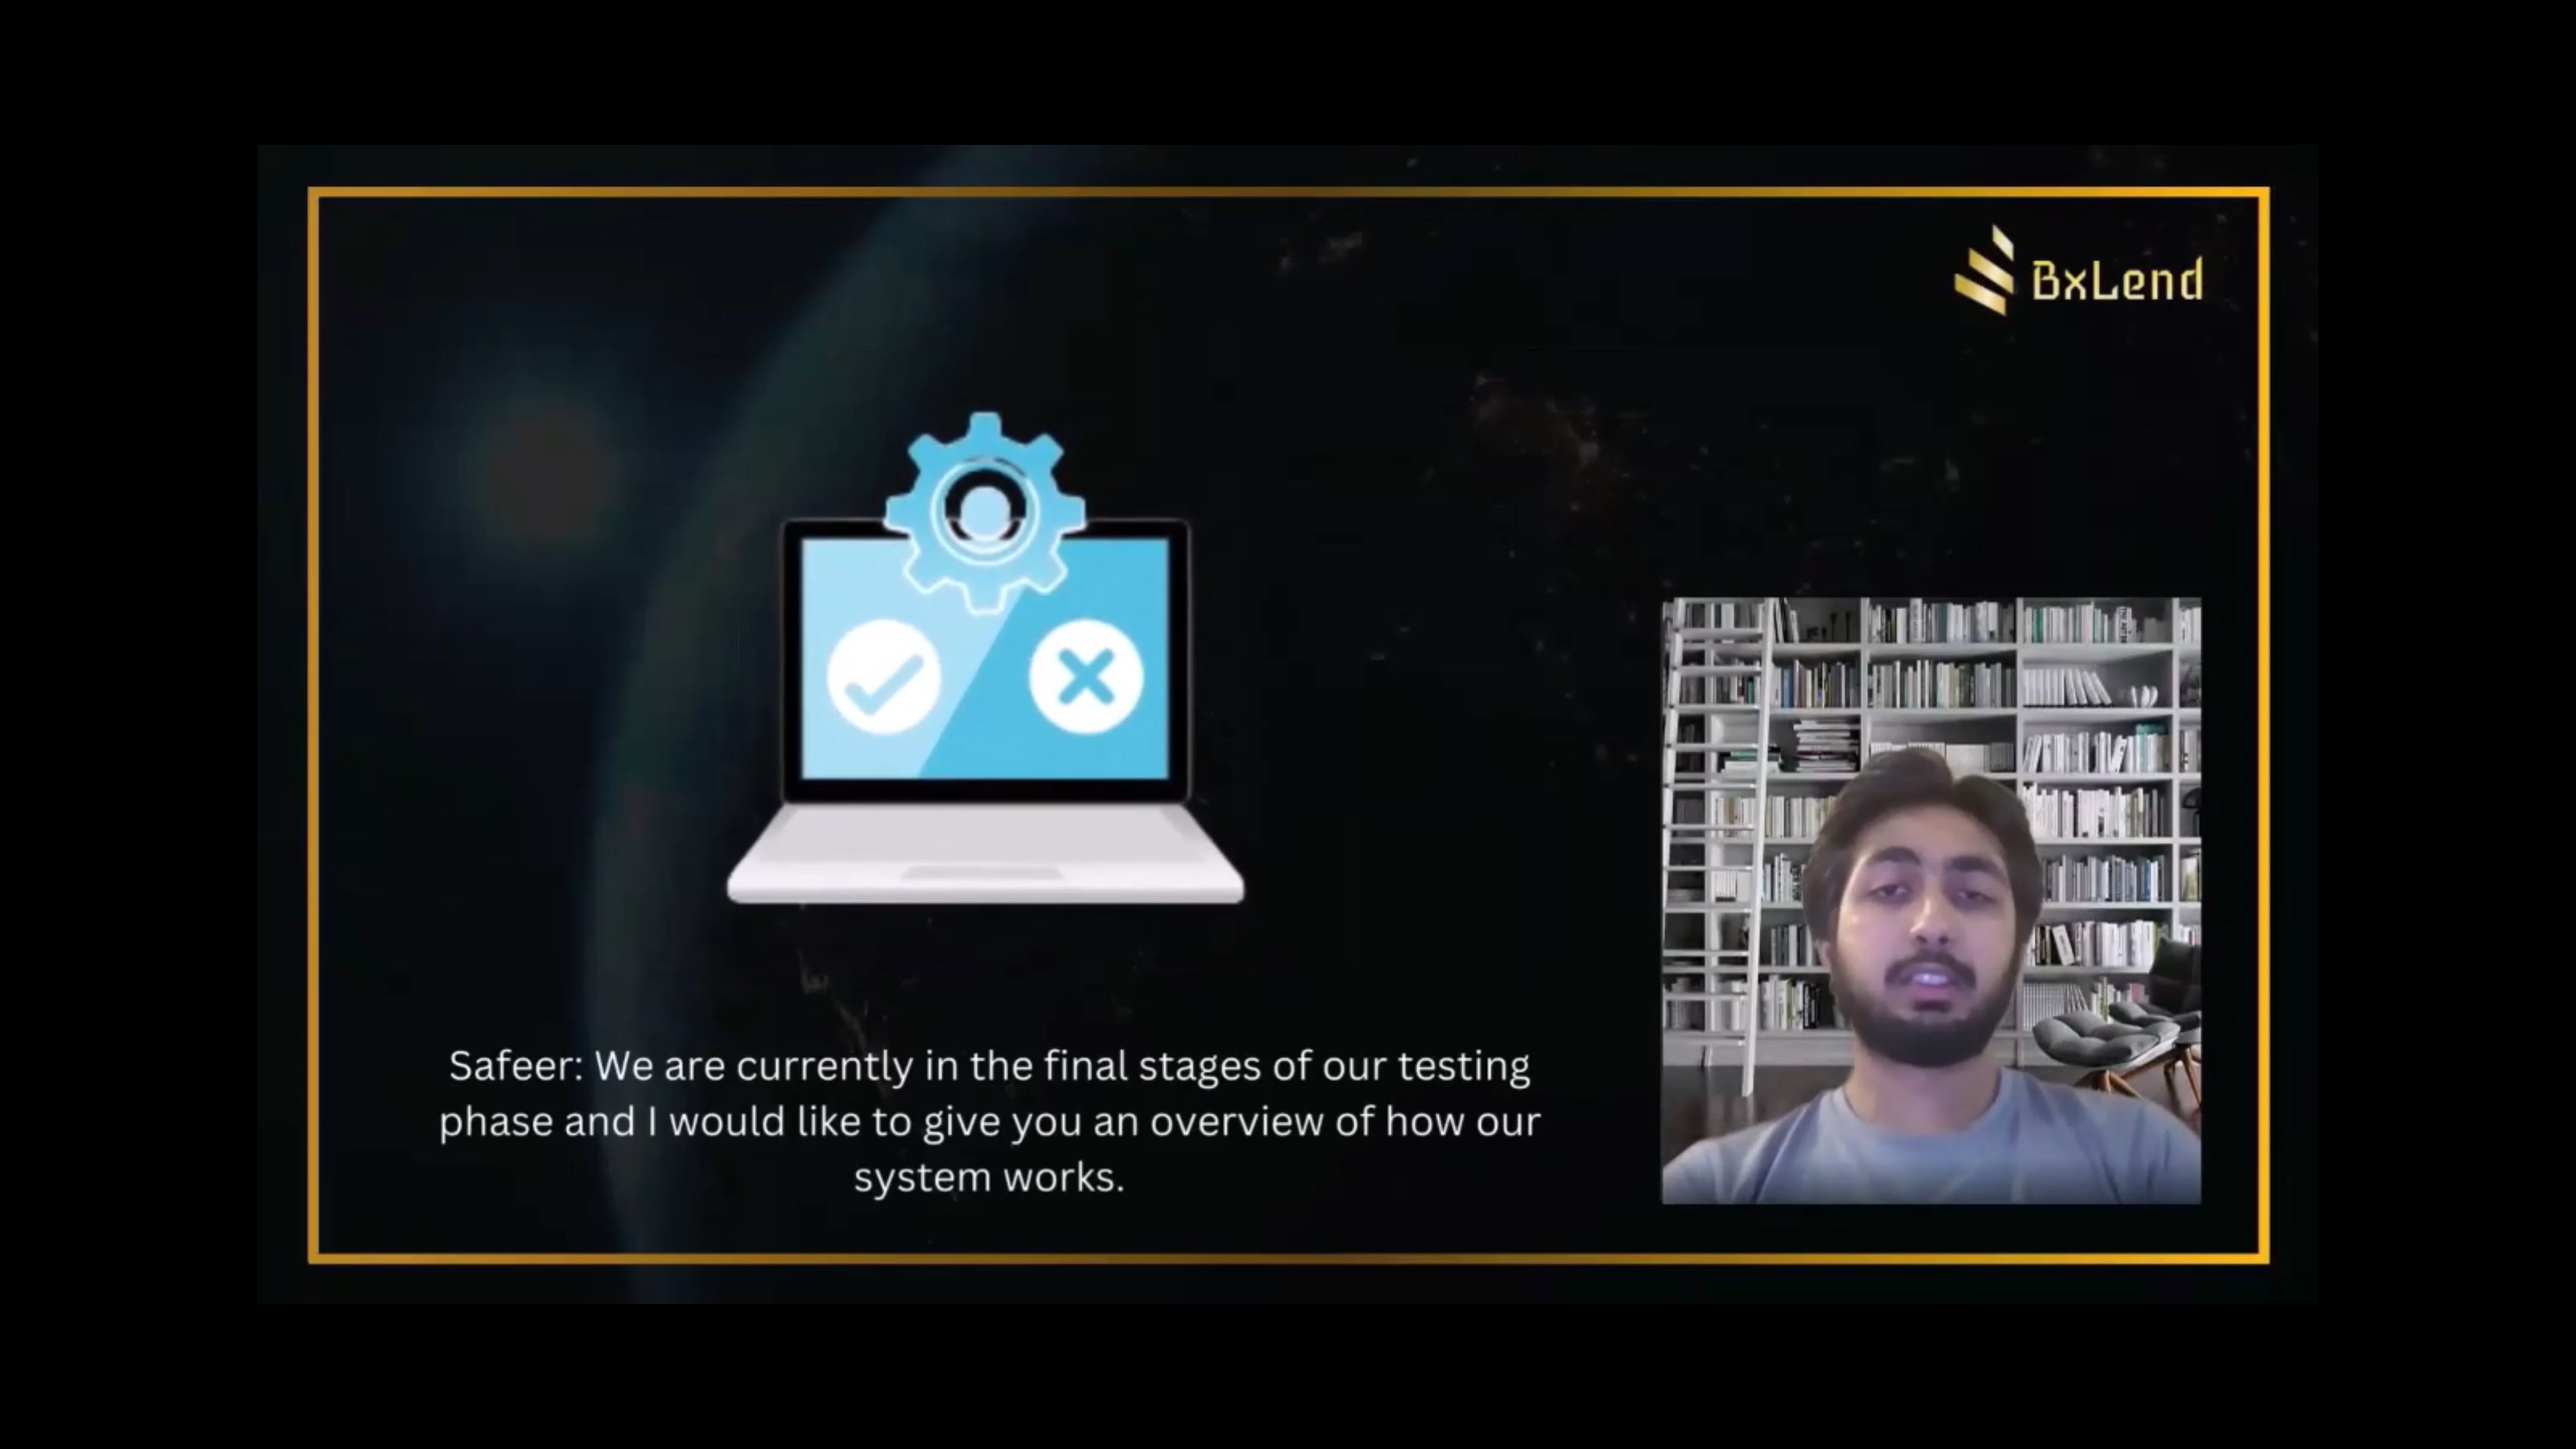 BxLend
Safeer: We are currently in the final stages of our testing
phase and I would like to give you an overview of how our
system works.